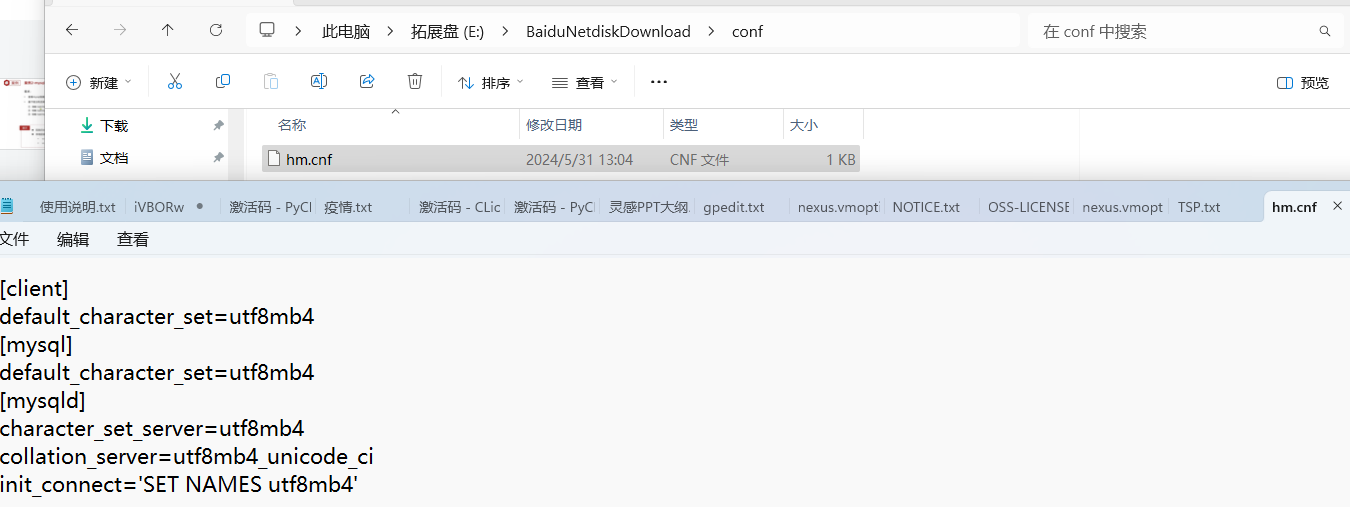 此电脑 > 拓展盘 (E:) > BaiduNetdiskDownload > conf
在 conf 中搜索
新建
排序
查看
预览
下载
文档
名称
修改日期
类型
大小
hm.cnf
2024/5/31 13:04
CNF 文件
1 KB
使用说明.txt
iVBORw
激活码 - PyCl
疫情.txt
激活码 - CLic
激活码 - PyC
灵感PPT大纲.
gpedit.txt
nexus.vmopt
NOTICE.txt
OSS-LICENSE
nexus.vmopt
TSP.txt
hm.cnf
文件
编辑
查看
[client]
default_character_set=utf8mb4
[mysql]
default_character_set=utf8mb4
[mysqld]
character_set_server=utf8mb4
collation_server=utf8mb4_unicode_ci
init_connect='SET NAMES utf8mb4'